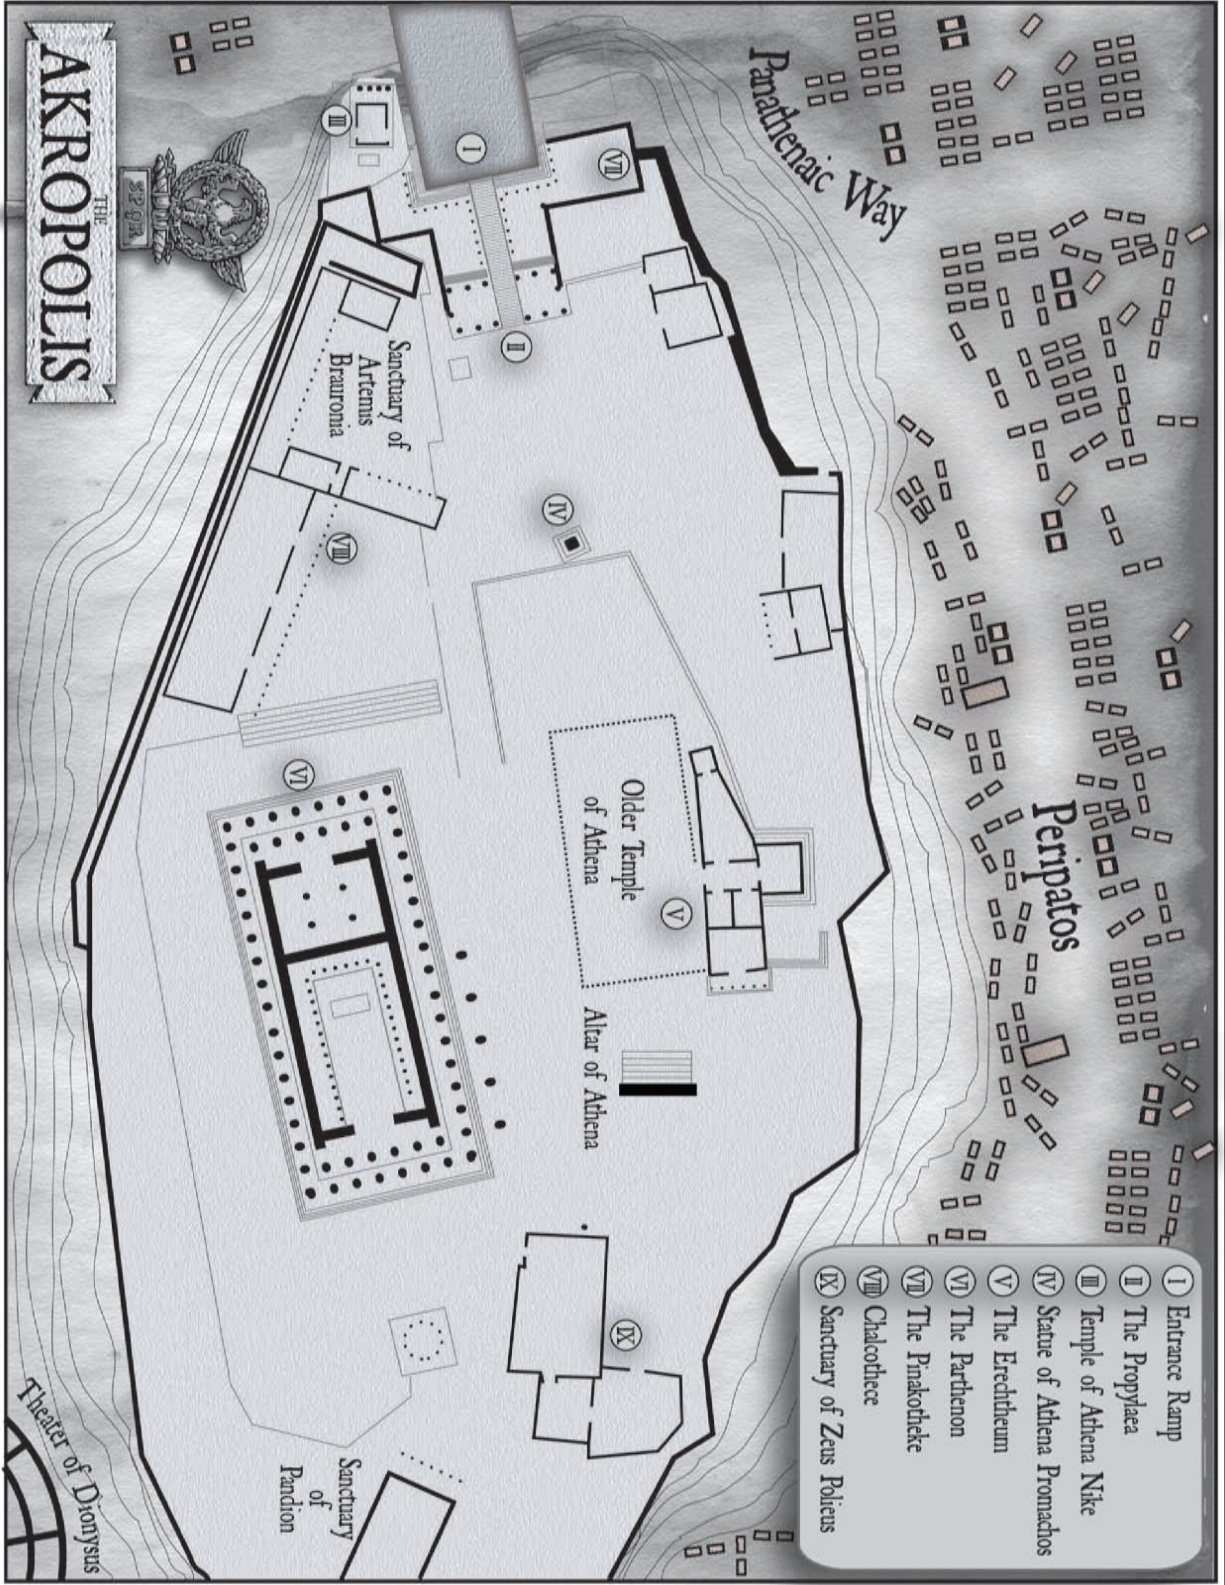 THE
AKROPOLIS
SPQR
Panathenaic Way
Peripatos
Sanctuary of
Artemis
Brauronia
Older Temple
of Athena
Altar of Athena
Sanctuary
of
Pandion
Theater of Dionysus
I
II
III
IV
V
VI
VII
VIII
IX
I Entrance Ramp
II The Propylaea
III Temple of Athena Nike
IV Statue of Athena Promachos
V The Erechtheum
VI The Parthenon
VII The Pinakotheke
VIII Chalcothece
IX Sanctuary of Zeus Polieus